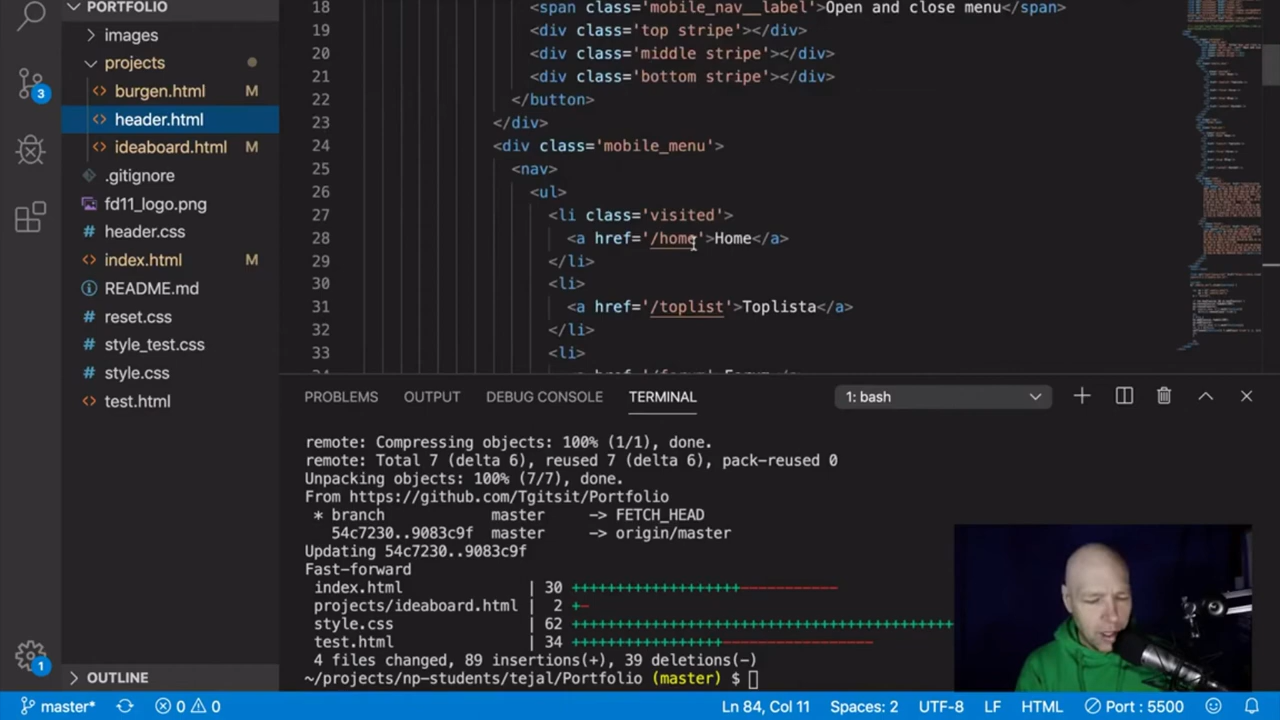 PORTFOLIO
images
projects
burgen.html M
header.html
ideaboard.html M
.gitignore
fd11_logo.png
header.css
index.html M
README.md
reset.css
style_test.css
style.css
test.html
OUTLINE
3
1
18 <span class='mobile_nav__label'>Open and close menu</span>
19 <div class='top stripe'></div>
20 <div class='middle stripe'></div>
21 <div class='bottom stripe'></div>
22 </button>
23 </div>
24 <div class='mobile_menu'>
25 <nav>
26 <ul>
27 <li class='visited'>
28 <a href='/home'>Home</a>
29 </li>
30 <li>
31 <a href='/toplist'>Toplista</a>
32 </li>
33 <li>
PROBLEMS OUTPUT DEBUG CONSOLE TERMINAL 1: bash
remote: Compressing objects: 100% (1/1), done.
remote: Total 7 (delta 6), reused 7 (delta 6), pack-reused 0
Unpacking objects: 100% (7/7), done.
From https://github.com/Tgitsit/Portfolio
* branch master -> FETCH_HEAD
54c7230..9083c9f master -> origin/master
Updating 54c7230..9083c9f
Fast-forward
index.html | 30 +++++++++++++++++++-----------
projects/ideaboard.html | 2 +-
style.css | 62 ++++++++++++++++++++++++++++++++++++++++++
test.html | 34 ++++++++++++++++-----------------
4 files changed, 89 insertions(+), 39 deletions(-)
~/projects/np-students/tejal/Portfolio (master) $
master* 0 0 Ln 84, Col 11 Spaces: 2 UTF-8 LF HTML Port : 5500